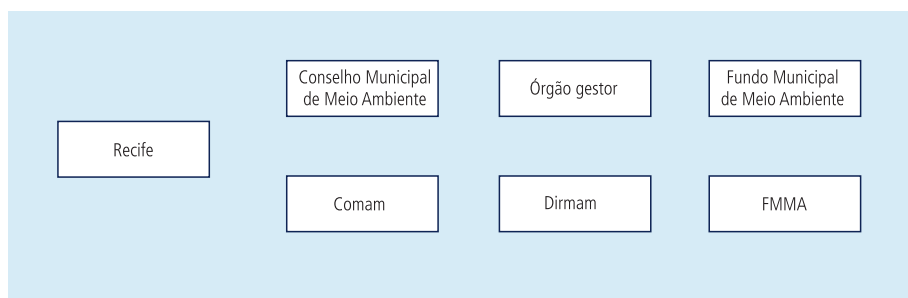 Recife
Conselho Municipal
de Meio Ambiente
Órgão gestor
Fundo Municipal
de Meio Ambiente
Comam
Dirmam
FMMA